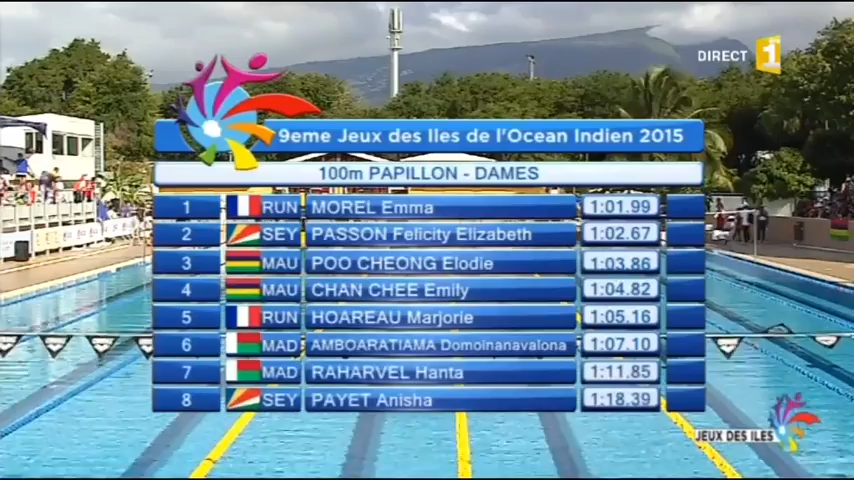 DIRECT 1
9eme Jeux des Iles de l'Ocean Indien 2015
100m PAPILLON - DAMES
1 RUN MOREL Emma 1:01.99
2 SEY PASSON Felicity Elizabeth 1:02.67
3 MAU POO CHEONG Elodie 1:03.86
4 MAU CHAN CHEE Emily 1:04.82
5 RUN HOAREAU Marjorie 1:05.16
6 MAD AMBOARATIAMA Domoinanavalona 1:07.10
7 MAD RAHARVEL Hanta 1:11.85
8 SEY PAYET Anisha 1:18.39
JEUX DES ILES